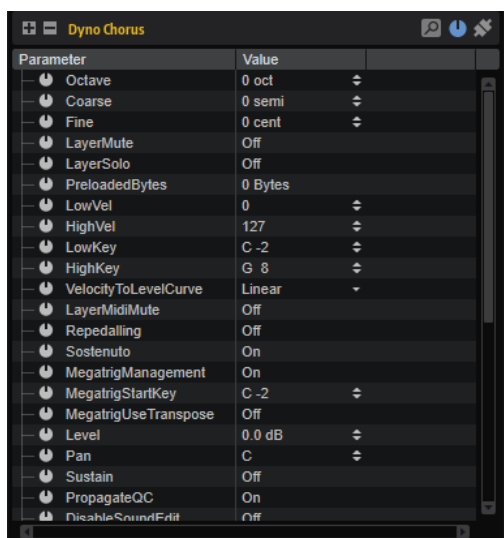 Dyno Chorus
Parameter Value
Octave 0 oct
Coarse 0 semi
Fine 0 cent
LayerMute Off
LayerSolo Off
PreloadedBytes 0 Bytes
LowVel 0
HighVel 127
LowKey C -2
HighKey G 8
VelocityToLevelCurve Linear
LayerMidiMute Off
Repedalling Off
Sostenuto On
MegatrigManagement On
MegatrigStartKey C -2
MegatrigUseTranspose Off
Level 0.0 dB
Pan C
Sustain Off
PropagateQC On
DisableSoundEdit Off